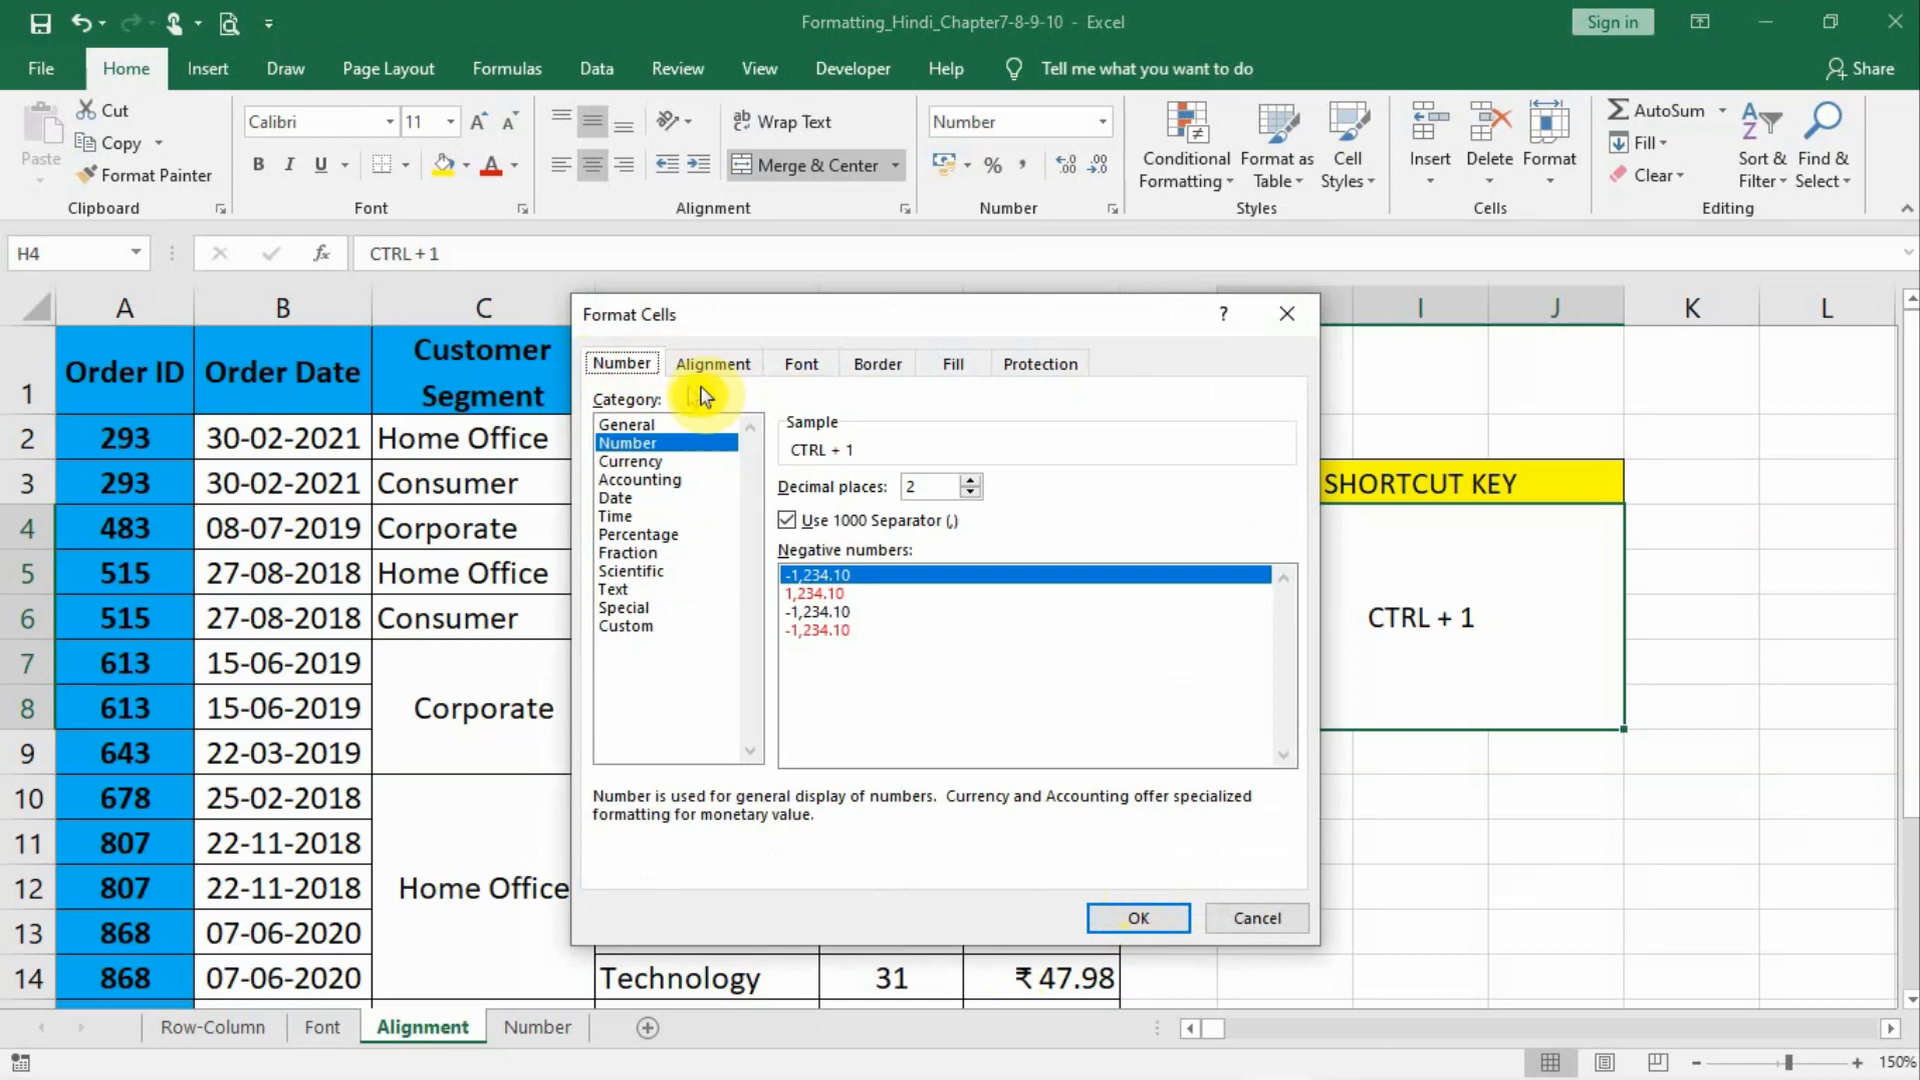 Formatting_Hindi_Chapter7-8-9-10 - Excel
Sign in
File Home Insert Draw Page Layout Formulas Data Review View Developer Help Tell me what you want to do Share
Paste
Cut
Copy
Format Painter
Clipboard
Calibri 11
B I U
Font
Wrap Text
Merge & Center
Alignment
Number
% ,
Number
Conditional Formatting
Format as Table
Cell Styles
Styles
Insert
Delete
Format
Cells
AutoSum
Fill
Clear
Sort & Filter
Find & Select
Editing
H4 fx CTRL + 1
A B C I J K L
1 Order ID Order Date Customer Segment
2 293 30-02-2021 Home Office
3 293 30-02-2021 Consumer SHORTCUT KEY
4 483 08-07-2019 Corporate
5 515 27-08-2018 Home Office
6 515 27-08-2018 Consumer CTRL + 1
7 613 15-06-2019
8 613 15-06-2019 Corporate
9 643 22-03-2019
10 678 25-02-2018
11 807 22-11-2018
12 807 22-11-2018 Home Office
13 868 07-06-2020
14 868 07-06-2020 Technology 31 ₹ 47.98
Format Cells ?
Number Alignment Font Border Fill Protection
Category:
General
Number
Currency
Accounting
Date
Time
Percentage
Fraction
Scientific
Text
Special
Custom
Sample
CTRL + 1
Decimal places: 2
Use 1000 Separator (,)
Negative numbers:
-1,234.10
1,234.10
-1,234.10
-1,234.10
Number is used for general display of numbers. Currency and Accounting offer specialized
formatting for monetary value.
OK Cancel
Row-Column Font Alignment Number
150%